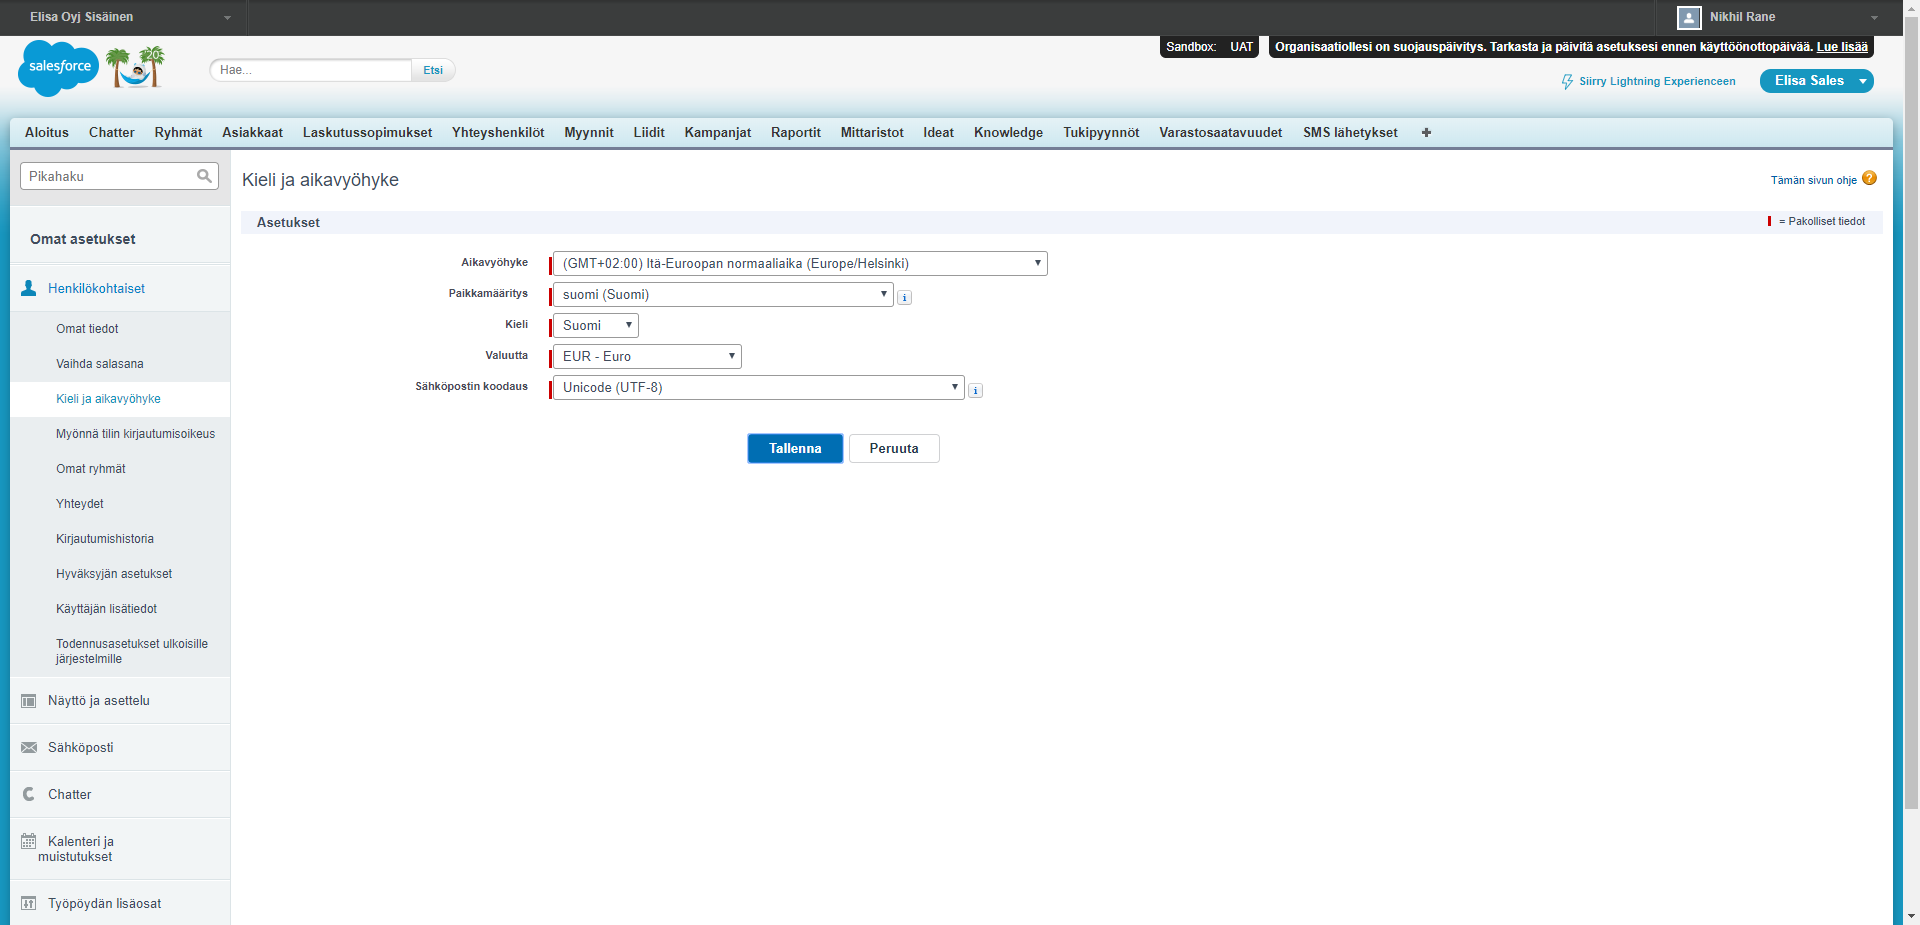 Elisa Oyj Sisäinen
Nikhil Rane
Sandbox: UAT
Organisaatiollesi on suojauspäivitys. Tarkasta ja päivitä asetuksesi ennen käyttöönottopäivää. Lue lisää
salesforce
20
Hae...
Etsi
Siirry Lightning Experienceen
Elisa Sales
Aloitus Chatter Ryhmät Asiakkaat Laskutussopimukset Yhteyshenkilöt Myynnit Liidit Kampanjat Raportit Mittaristot Ideat Knowledge Tukipyynnöt Varastosaatavuudet SMS lähetykset +
Pikahaku
Omat asetukset
Henkilökohtaiset
Omat tiedot
Vaihda salasana
Kieli ja aikavyöhyke
Myönnä tilin kirjautumisoikeus
Omat ryhmät
Yhteydet
Kirjautumishistoria
Hyväksyjän asetukset
Käyttäjän lisätiedot
Todennusasetukset ulkoisille
järjestelmille
Näyttö ja asettelu
Sähköposti
Chatter
Kalenteri ja
muistutukset
Työpöydän lisäosat
Kieli ja aikavyöhyke
Tämän sivun ohje ?
Asetukset
= Pakolliset tiedot
Aikavyöhyke (GMT+02:00) Itä-Euroopan normaaliaika (Europe/Helsinki)
Paikkamääritys suomi (Suomi) i
Kieli Suomi
Valuutta EUR - Euro
Sähköpostin koodaus Unicode (UTF-8) i
Tallenna Peruuta